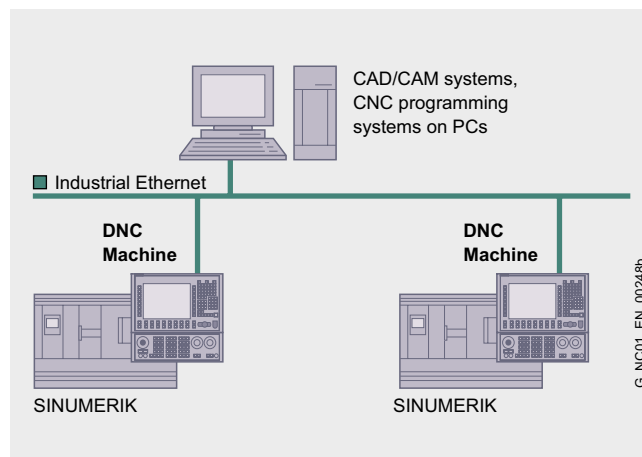 CAD/CAM systems,
CNC programming
systems on PCs
Industrial Ethernet
DNC
Machine
DNC
Machine
SINUMERIK
SINUMERIK
G_NC01_EN_00248b